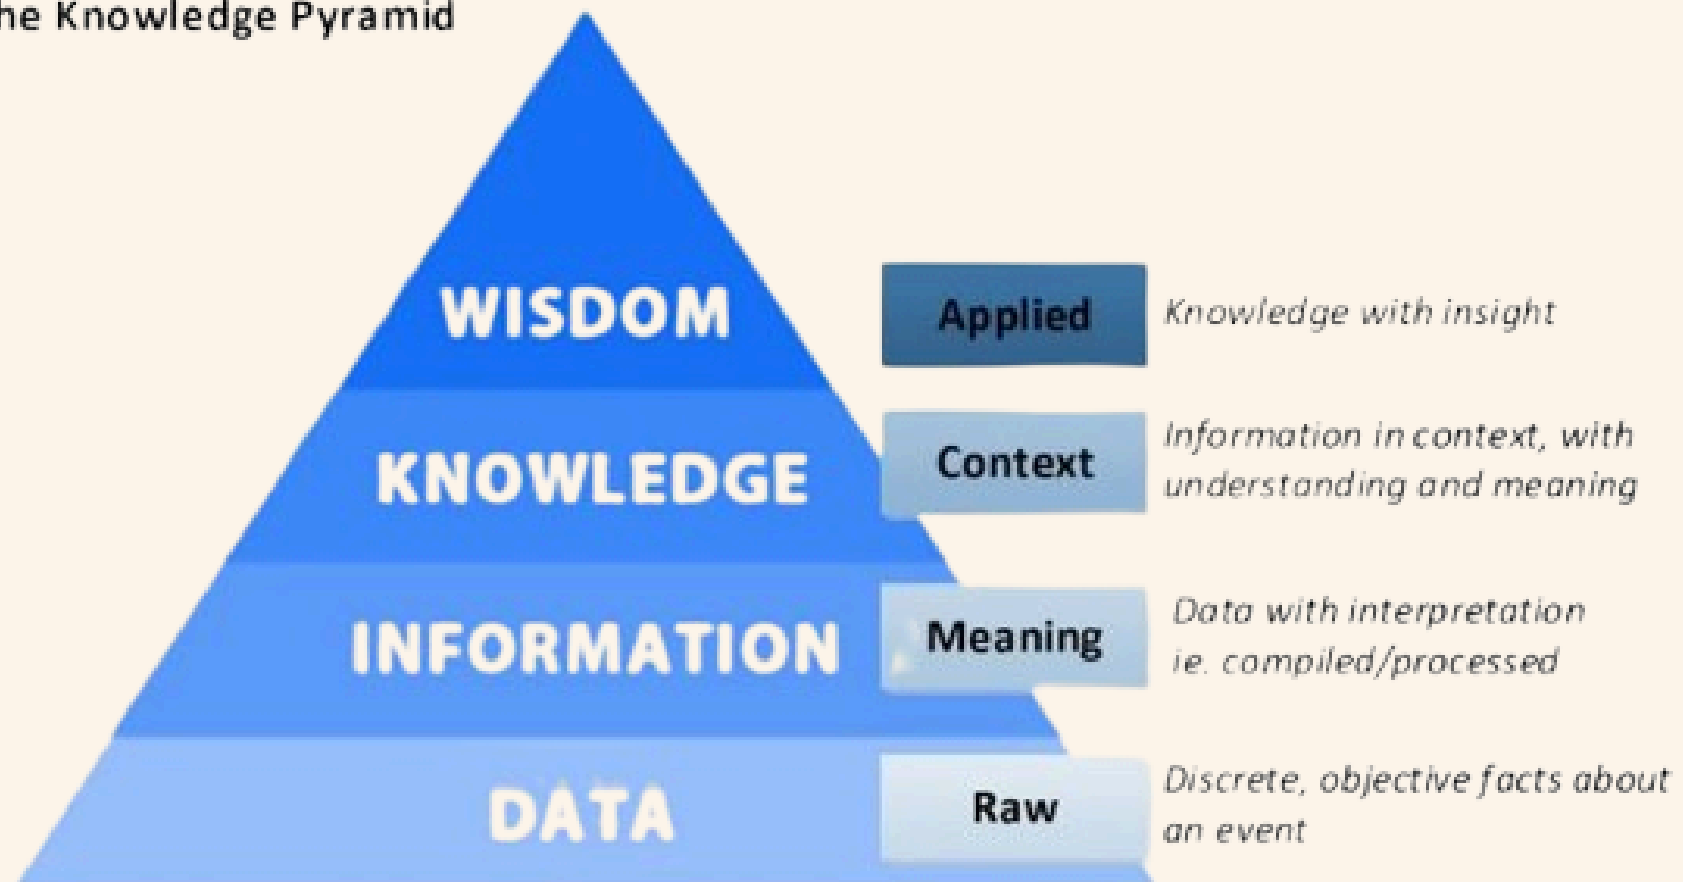 he Knowledge Pyramid
WISDOM
Applied
Knowledge with insight
KNOWLEDGE
Context
Information in context, with
understanding and meaning
INFORMATION
Meaning
Data with interpretation
ie. compiled/processed
DATA
Raw
Discrete, objective facts about
an event